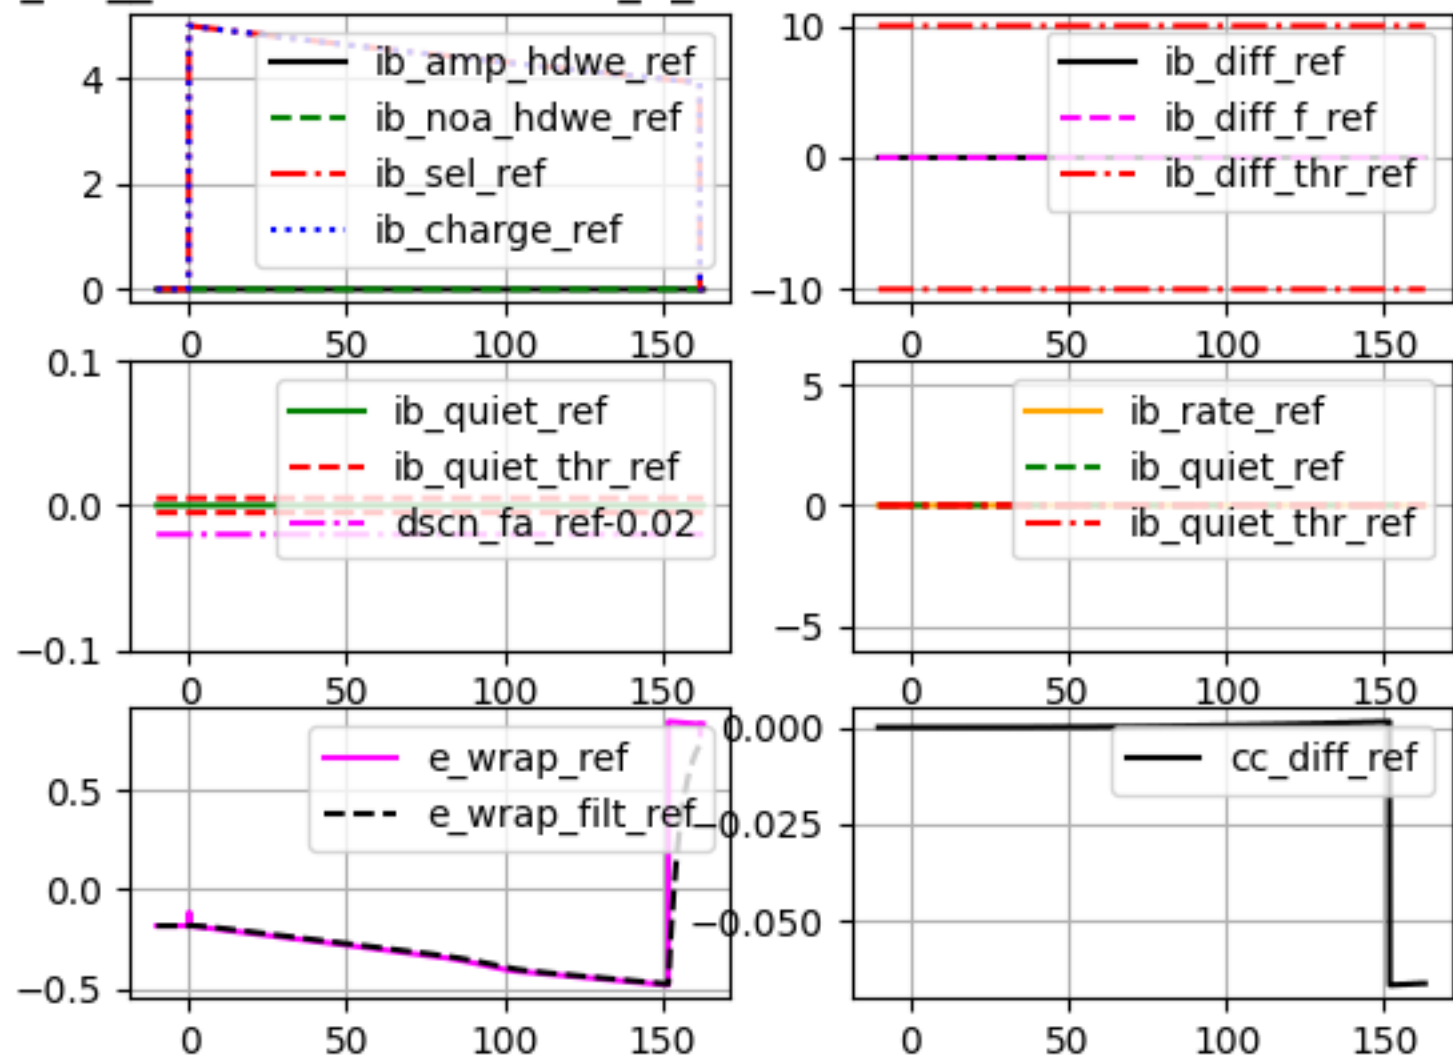 4
2
0
ib_amp_hdwe_ref
ib_noa_hdwe_ref
ib_sel_ref
ib_charge_ref
0 50 100 150
10
0
−10
ib_diff_ref
ib_diff_f_ref
ib_diff_thr_ref
0 50 100 150
0.1
0.0
−0.1
ib_quiet_ref
ib_quiet_thr_ref
dscn_fa_ref-0.02
0 50 100 150
5
0
−5
ib_rate_ref
ib_quiet_ref
ib_quiet_thr_ref
0 50 100 150
0.5
0.0
−0.5
e_wrap_ref
e_wrap_filt_ref
0 50 100 150
0.000
−0.025
−0.050
cc_diff_ref
0 50 100 150